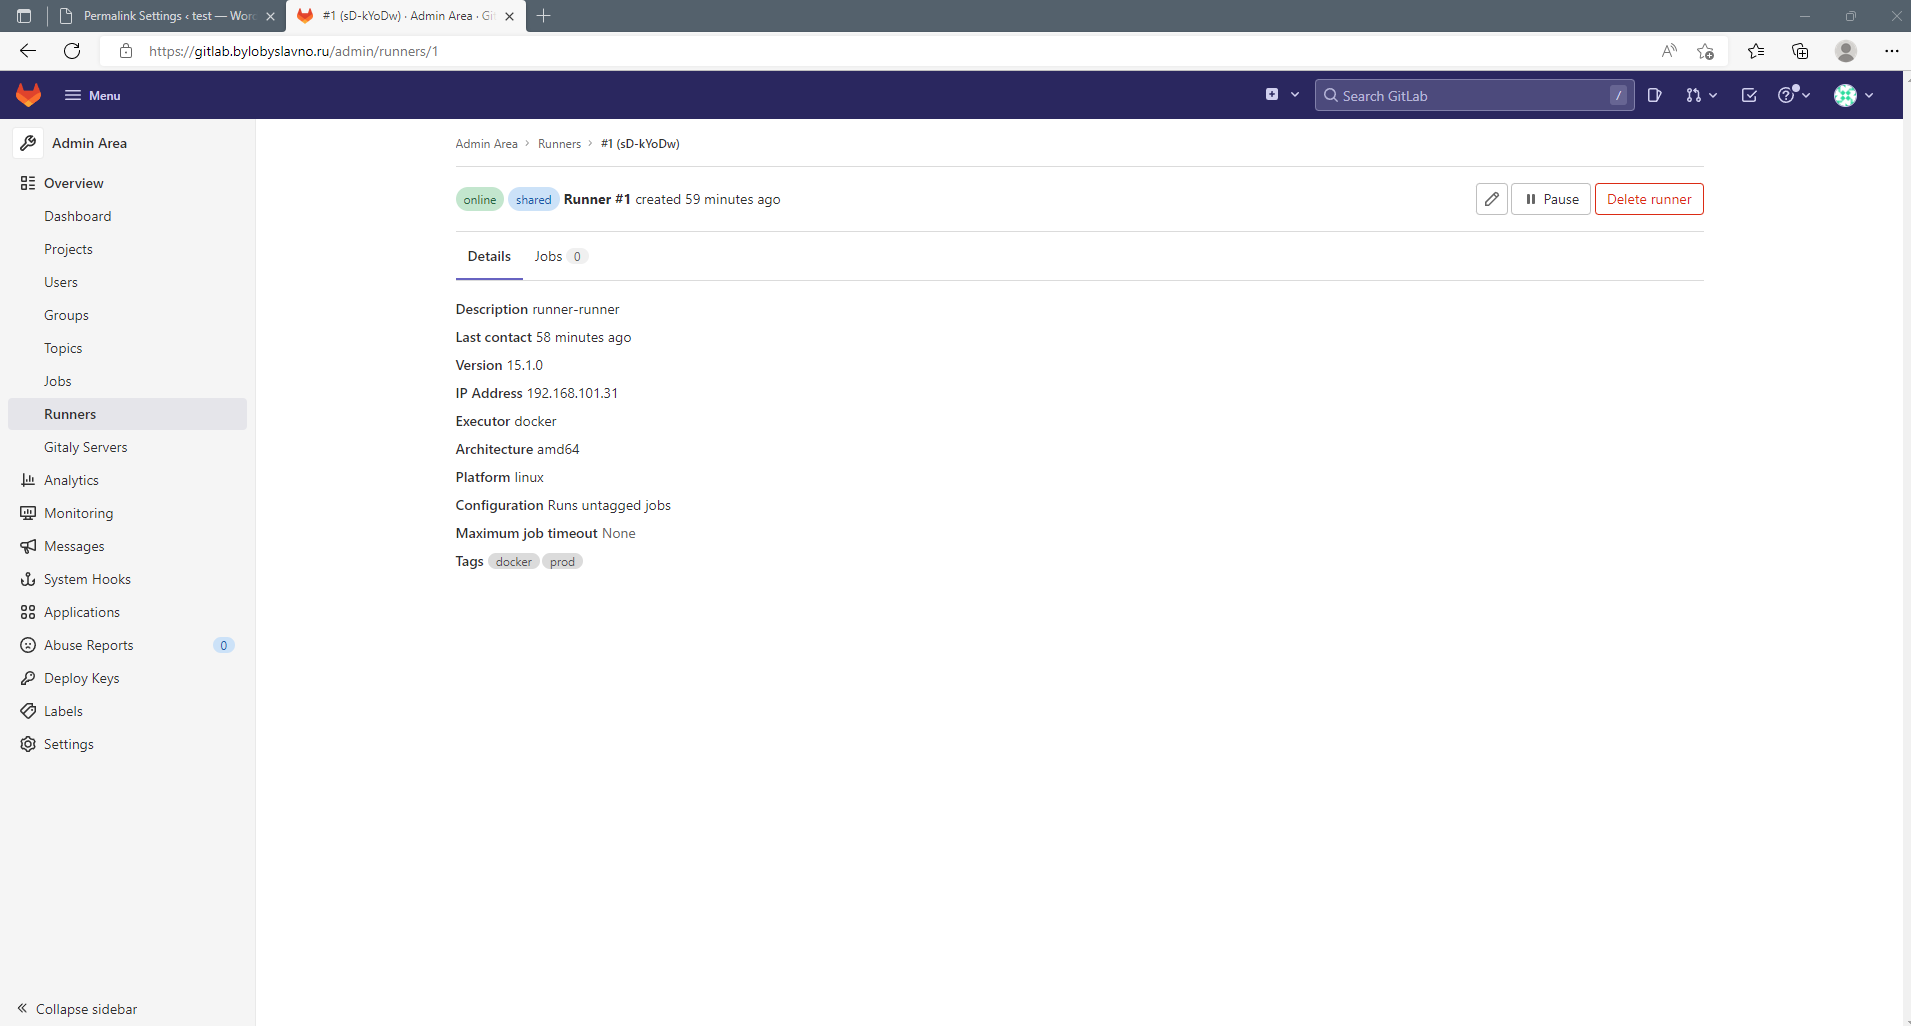 Permalink Settings ‹ test — Wor
#1 (sD-kYoDw) · Admin Area · Gi
https://gitlab.bylobyslavno.ru/admin/runners/1
Menu
Search GitLab
/
Admin Area
Overview
Dashboard
Projects
Users
Groups
Topics
Jobs
Runners
Gitaly Servers
Analytics
Monitoring
Messages
System Hooks
Applications
Abuse Reports 0
Deploy Keys
Labels
Settings
Collapse sidebar
Admin Area › Runners › #1 (sD-kYoDw)
online shared Runner #1 created 59 minutes ago
Pause
Delete runner
Details
Jobs 0
Description runner-runner
Last contact 58 minutes ago
Version 15.1.0
IP Address 192.168.101.31
Executor docker
Architecture amd64
Platform linux
Configuration Runs untagged jobs
Maximum job timeout None
Tags docker prod